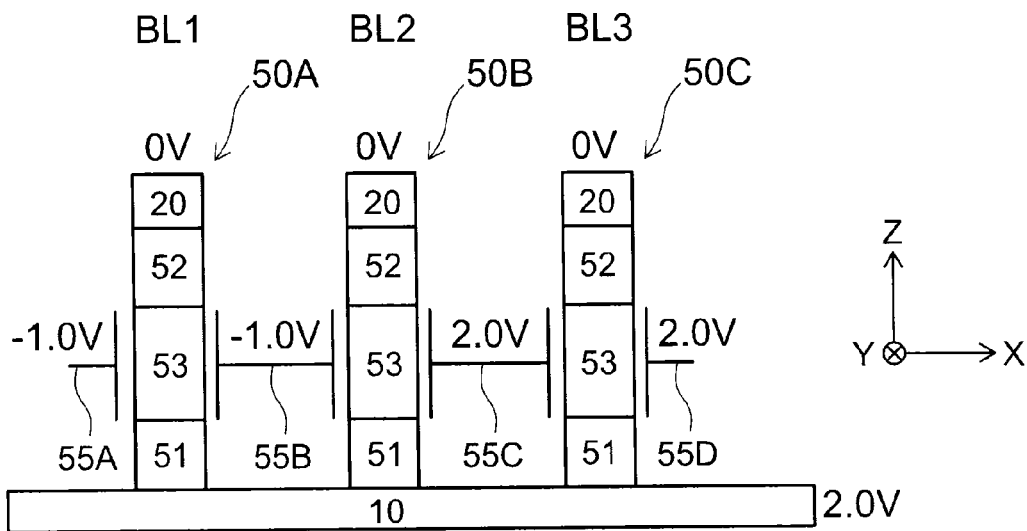 BL1 BL2 BL3
50A 50B 50C
0V 0V 0V
20 20 20
52 52 52
Z
-1.0V 53 -1.0V 53 2.0V 53 2.0V
Y X
55A 51 55B 51 55C 51 55D
10 2.0V